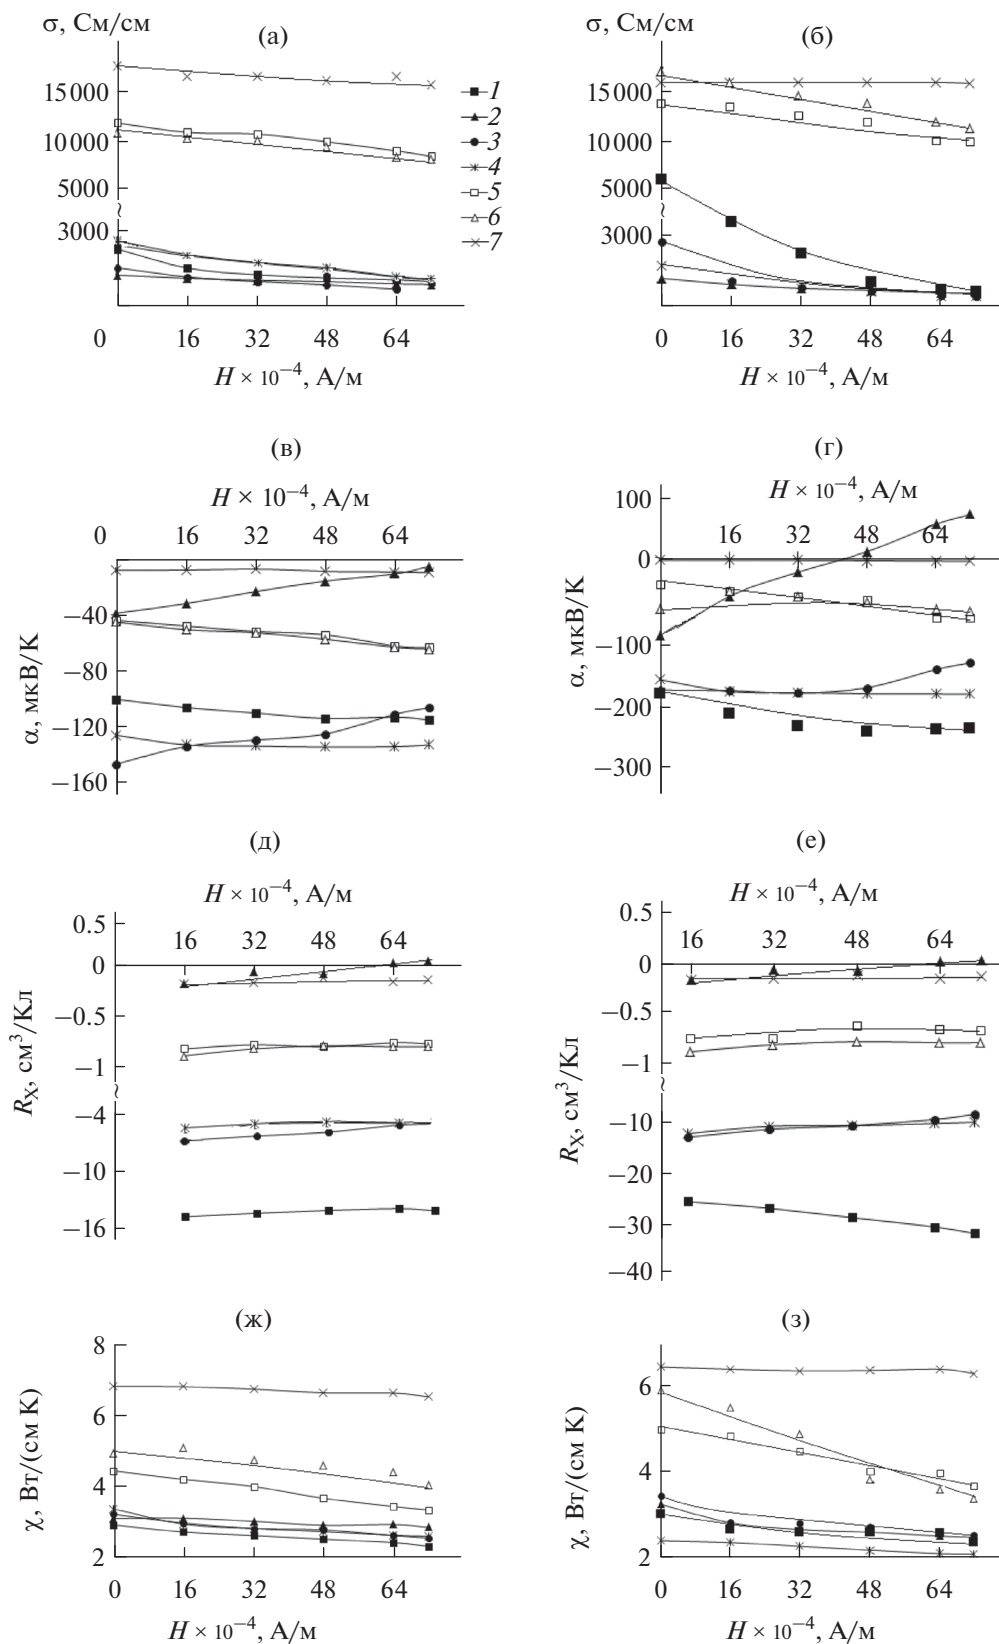 σ, См/см (а)
15000
10000
5000
~
3000
0 16 32 48 64
H × 10⁻⁴, А/м
1
2
3
4
5
6
7
σ, См/см (б)
15000
10000
5000
~
3000
0 16 32 48 64
H × 10⁻⁴, А/м
(в)
H × 10⁻⁴, А/м
0 16 32 48 64
−40
−80
−120
−160
α, мкВ/К
(г)
H × 10⁻⁴, А/м
100
16 32 48 64
0
−100
−200
−300
α, мкВ/К
(д)
H × 10⁻⁴, А/м
0.5
16 32 48 64
0
−0.5
−1
~
−4
−10
−16
R_X, см³/Кл
(е)
H × 10⁻⁴, А/м
0.5
16 32 48 64
0
−0.5
−1
~
−10
−20
−30
−40
R_X, см³/Кл
(ж)
8
6
4
2
χ, Вт/(см К)
0 16 32 48 64
H × 10⁻⁴, А/м
(з)
6
4
2
χ, Вт/(см К)
0 16 32 48 64
H × 10⁻⁴, А/м